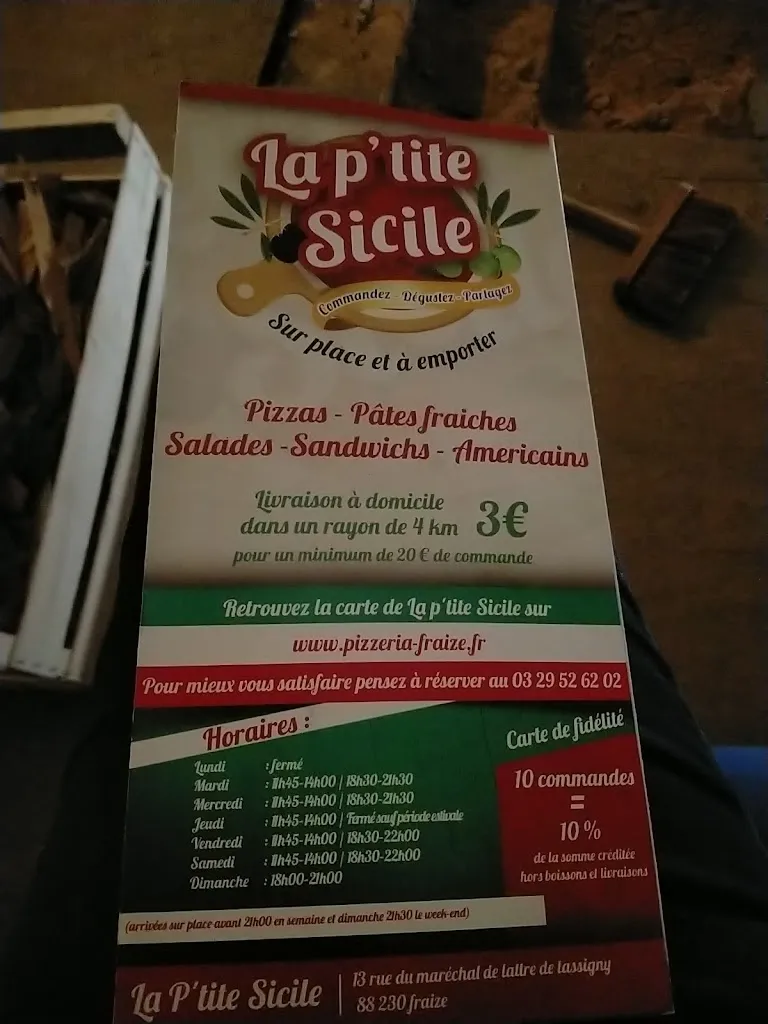 La p'tite
Sicile
Commandez - Dégustez - Partagez
Sur place et à emporter
Pizzas - Pâtes fraiches
Salades - Sandwichs - Americains
Livraison à domicile
dans un rayon de 4 km 3€
pour un minimum de 20 € de commande
Retrouvez la carte de La p'tite Sicile sur
www.pizzeria-fraize.fr
Pour mieux vous satisfaire pensez à réserver au 03 29 52 62 02
Horaires :
Lundi : fermé
Mardi : 11h45-14h00 / 18h30-21h30
Mercredi : 11h45-14h00 / 18h30-21h30
Jeudi : 11h45-14h00 / Fermé sauf période estivale
Vendredi : 11h45-14h00 / 18h30-22h00
Samedi : 11h45-14h00 / 18h30-22h00
Dimanche : 18h00-21h00
Carte de fidélité
10 commandes
=
10 %
de la somme créditée
hors boissons et livraisons
(arrivées sur place avant 21h00 en semaine et dimanche 21h30 le week-end)
La P'tite Sicile
13 rue du maréchal de lattre de tassigny
88 230 fraize